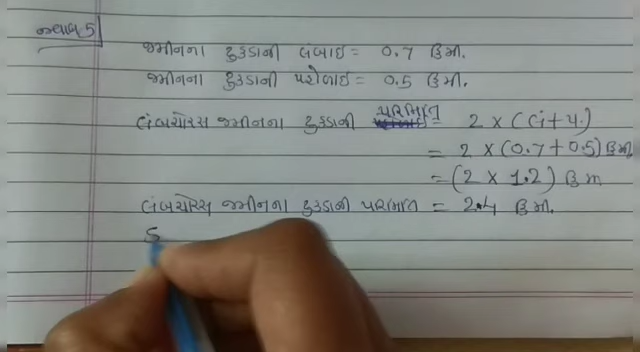 જવાબ 5
જમીનના ટુકડાની લંબાઇ = 0.7 કિમી.
જમીનના ટુકડાની પહોળાઇ = 0.5 કિમી.
લંબચોરસ જમીનના ટુકડાની પરિમિતિ = 2 × (લં+પ.)
= 2 × (0.7 + 0.5) કિમી
= (2 × 1.2) કિમ
લંબચોરસ જમીનના ટુકડાની પરિમિતિ = 2.4 કિમી.